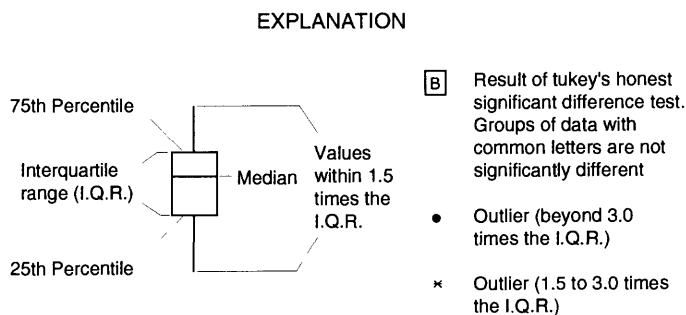 EXPLANATION
75th Percentile
Interquartile
range (I.Q.R.)
25th Percentile
Median
Values
within 1.5
times the
I.Q.R.
B
Result of tukey's honest
significant difference test.
Groups of data with
common letters are not
significantly different
Outlier (beyond 3.0
times the I.Q.R.)
Outlier (1.5 to 3.0 times
the I.Q.R.)